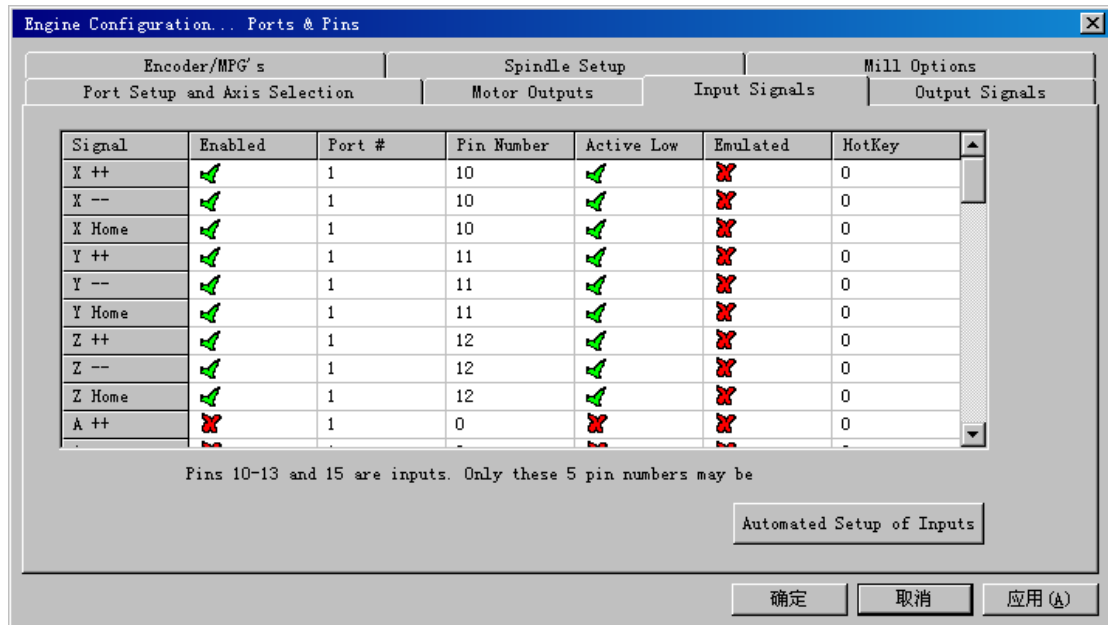 Engine Configuration... Ports & Pins
Encoder/MPG's Spindle Setup Mill Options
Port Setup and Axis Selection Motor Outputs Input Signals Output Signals
Signal Enabled Port # Pin Number Active Low Emulated HotKey
X ++ 1 10 0
X -- 1 10 0
X Home 1 10 0
Y ++ 1 11 0
Y -- 1 11 0
Y Home 1 11 0
Z ++ 1 12 0
Z -- 1 12 0
Z Home 1 12 0
A ++ 1 0 0
Pins 10-13 and 15 are inputs. Only these 5 pin numbers may be
Automated Setup of Inputs
确定 取消 应用(A)